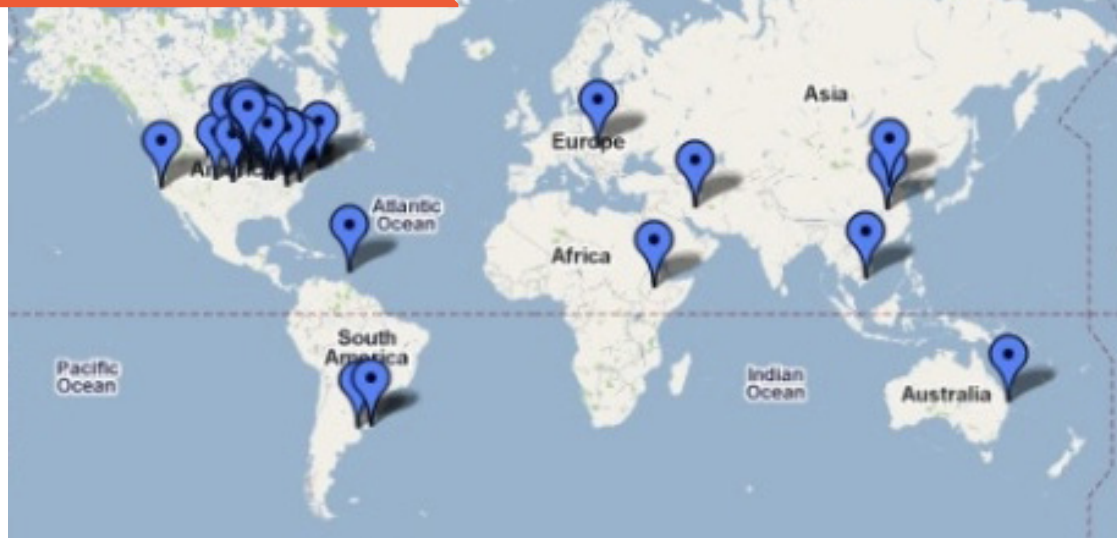 Asia
Europe
Atlantic
Ocean
Africa
South
America
Pacific
Ocean
Indian
Ocean
Australia